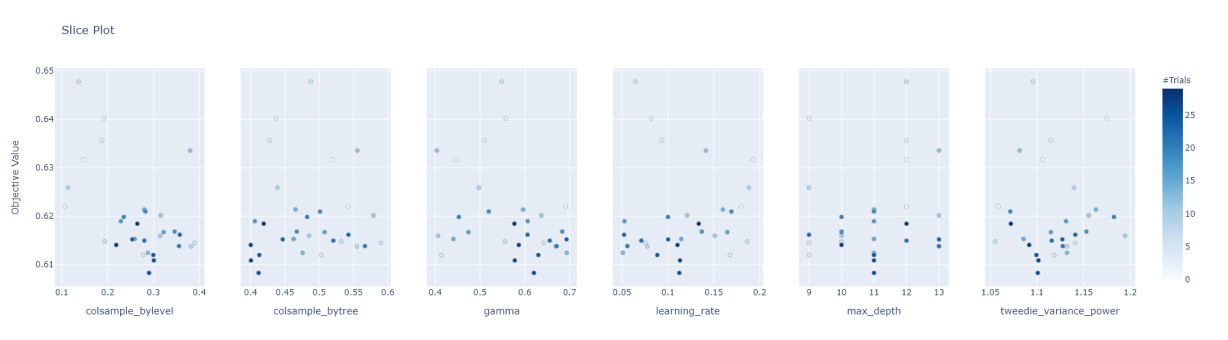 Slice Plot
#Trials
0.65
0.64
0.63
0.62
0.61
Objective Value
25
20
15
10
5
0
0.1 0.2 0.3 0.4 0.4 0.45 0.5 0.55 0.6 0.4 0.5 0.6 0.7 0.05 0.1 0.15 0.2 9 10 11 12 13 1.05 1.1 1.15 1.2
colsample_bylevel colsample_bytree gamma learning_rate max_depth tweedie_variance_power